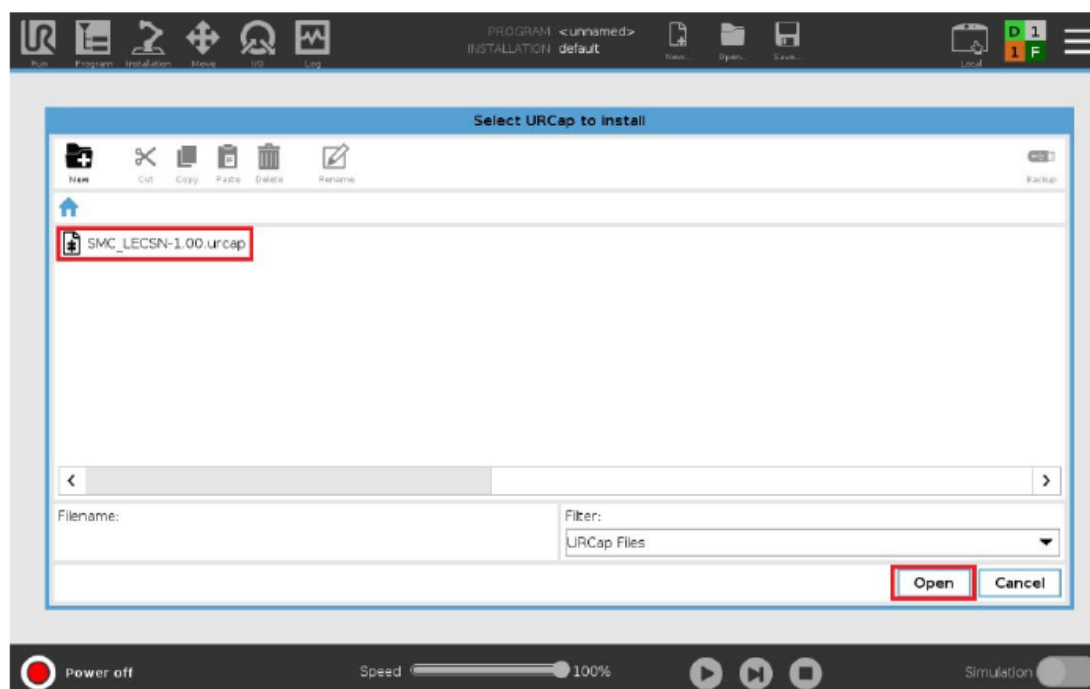 PROGRAM <unnamed>
INSTALLATION default
Run Program Installation Move I/O Log New... Open... Save... Local
D 1
1 F
Select URCap to install
New Cut Copy Paste Delete Rename Backup
SMC_LECSN-1.00.urcap
Filename: Filter:
URCap Files
Open Cancel
Power off Speed 100% Simulation